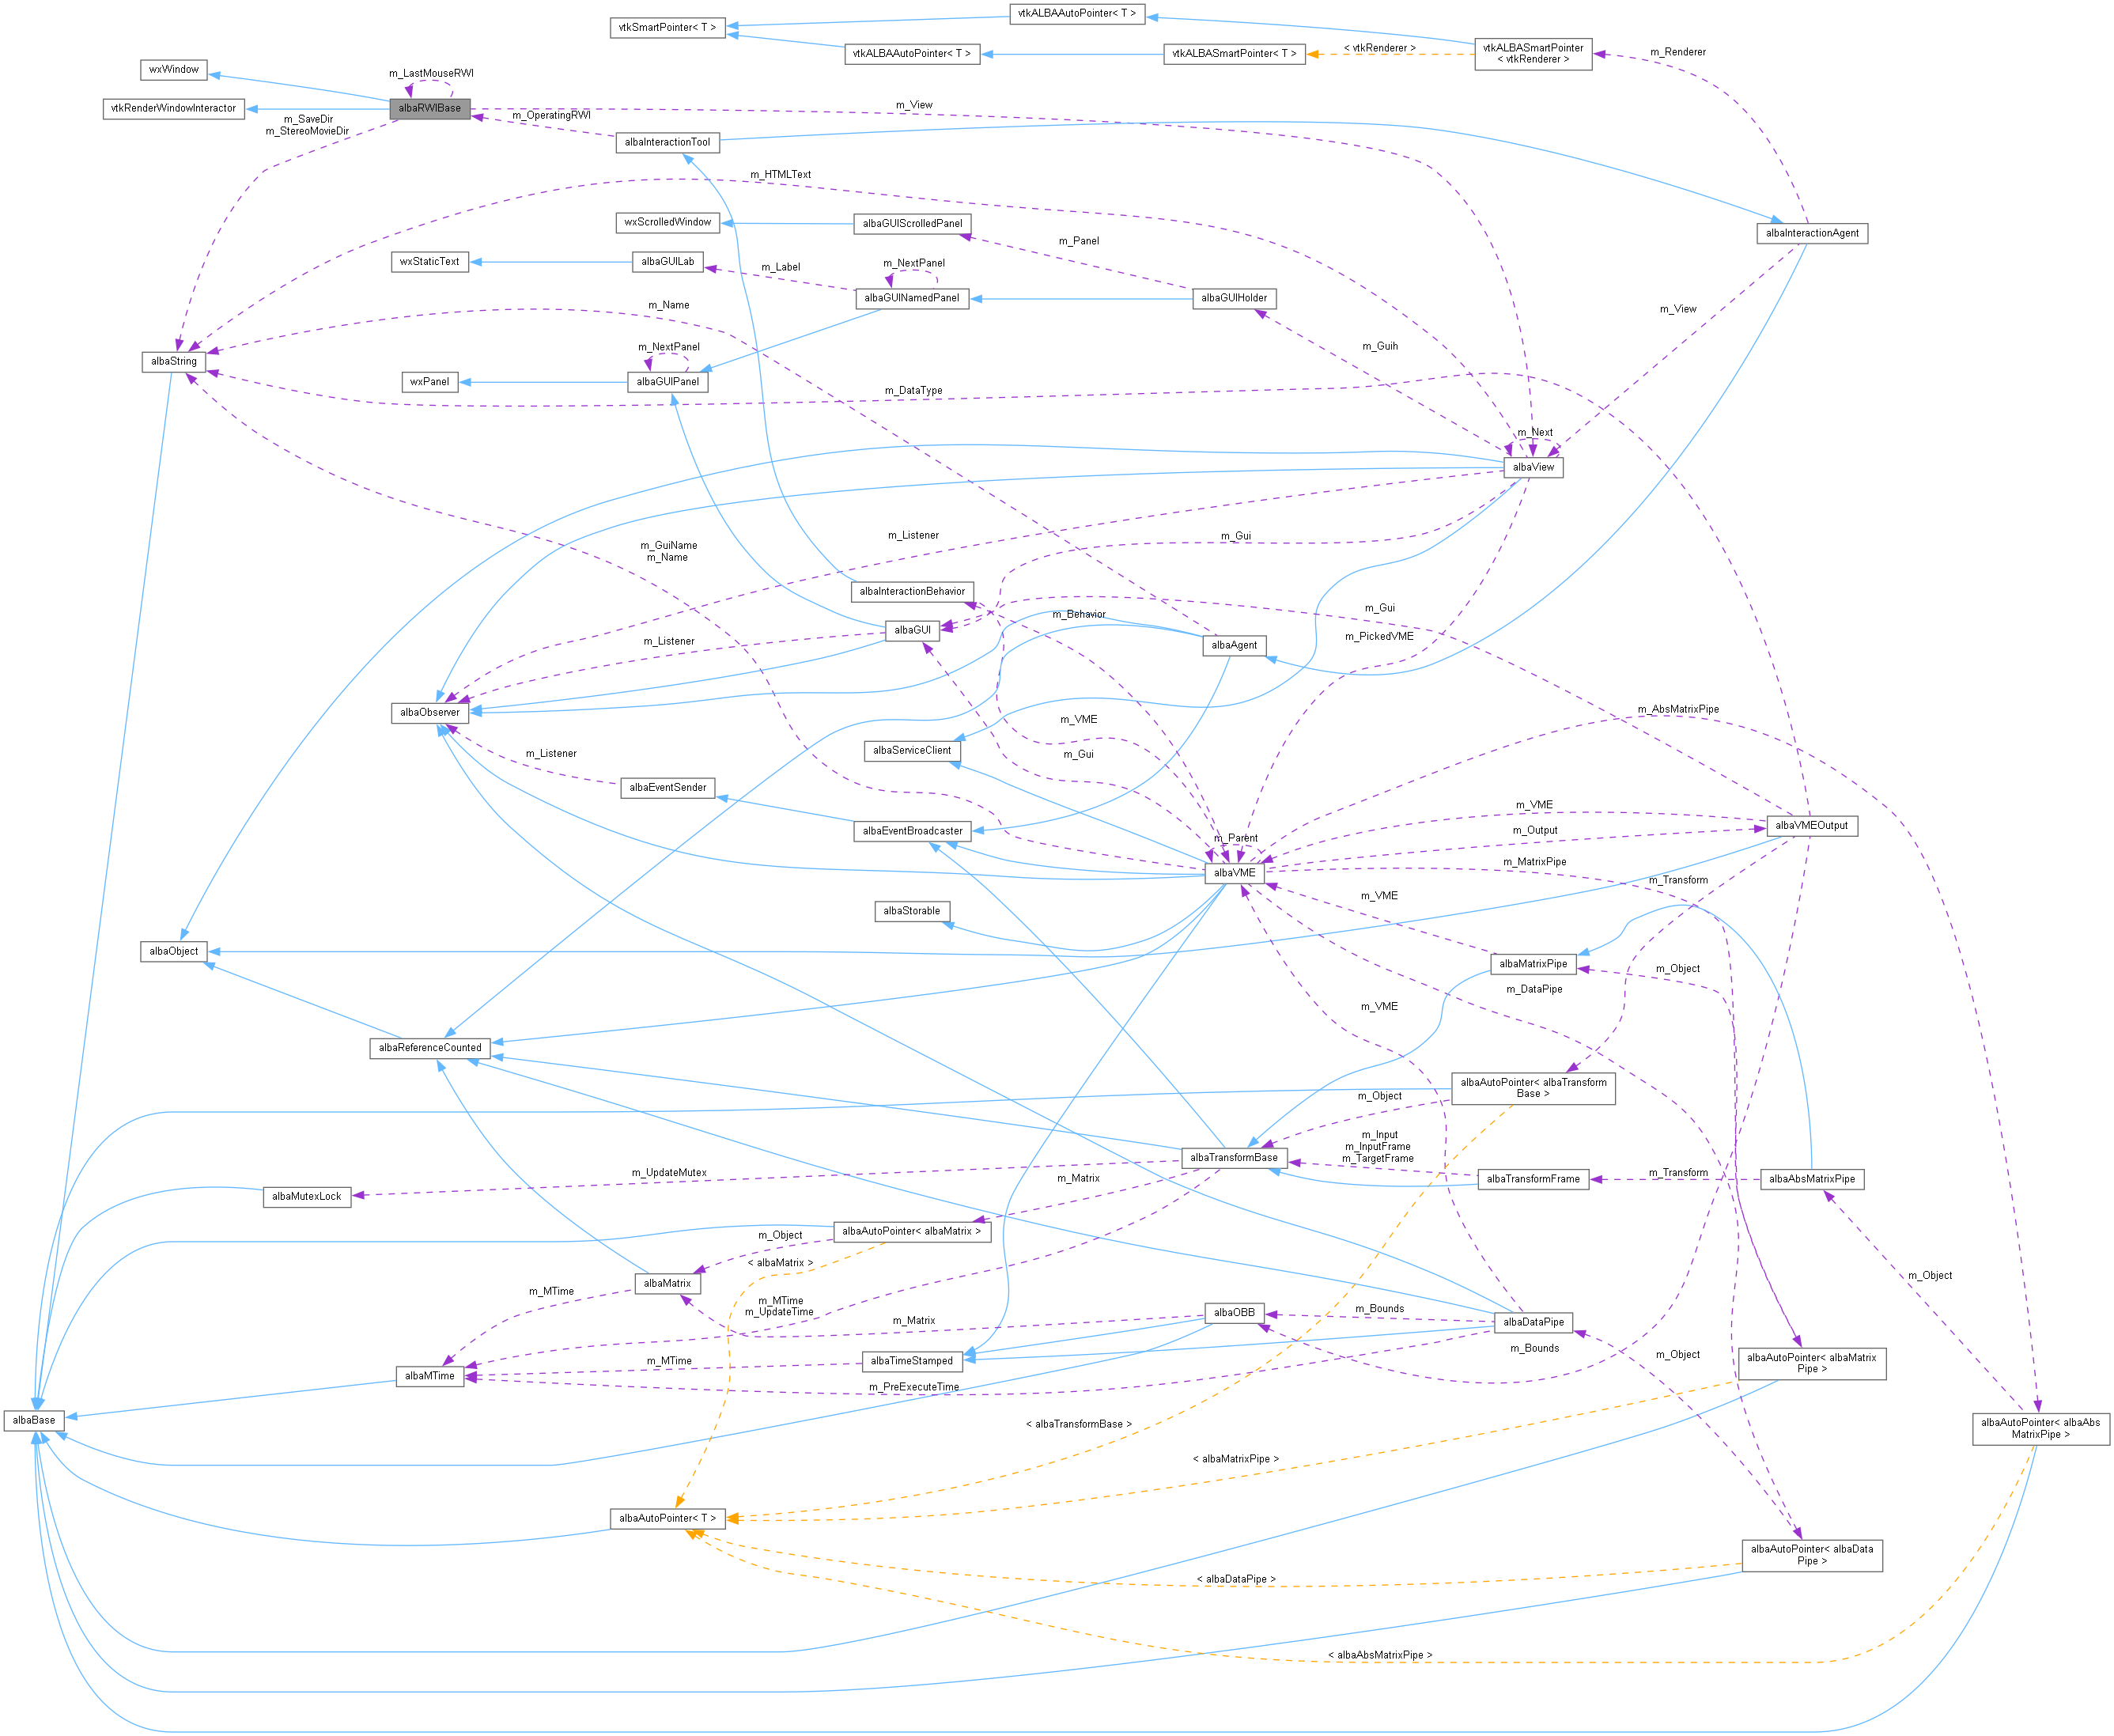 vtkALBAAutoPointer< T >
vtkSmartPointer< T >
< vtkRenderer >
vtkALBASmartPointer
< vtkRenderer >
m_Renderer
vtkALBAAutoPointer< T >
vtkALBASmartPointer< T >
wxWindow
m_LastMouseRWI
vtkRenderWindowInteractor
albaRWIBase
m_View
m_SaveDir
m_StereoMovieDir
m_OperatingRWI
albaInteractionTool
m_HTMLText
wxScrolledWindow
albaGUIScrolledPanel
albaInteractionAgent
m_Panel
wxStaticText
albaGUILab
m_Label
m_NextPanel
albaGUINamedPanel
albaGUIHolder
m_Name
m_View
m_NextPanel
m_Guih
albaString
wxPanel
albaGUIPanel
m_DataType
m_Next
albaView
m_Listener
m_Gui
m_GuiName
m_Name
albaInteractionBehavior
m_Behavior
m_Gui
albaGUI
m_Listener
m_PickedVME
albaAgent
albaObserver
m_VME
m_AbsMatrixPipe
albaServiceClient
m_Listener
m_Gui
albaEventSender
m_VME
albaEventBroadcaster
m_Parent
m_Output
albaVMEOutput
albaVME
m_MatrixPipe
m_Transform
m_VME
albaStorable
albaObject
albaMatrixPipe
m_Object
m_DataPipe
m_VME
albaReferenceCounted
albaAutoPointer< albaTransform
Base >
m_Object
m_Input
m_InputFrame
m_TargetFrame
albaTransformBase
m_UpdateMutex
m_Matrix
albaTransformFrame
m_Transform
albaAbsMatrixPipe
albaMutexLock
albaAutoPointer< albaMatrix >
m_Object
< albaMatrix >
albaMatrix
m_MTime
m_MTime
m_UpdateTime
m_Object
m_Matrix
albaOBB
m_Bounds
albaDataPipe
m_Bounds
m_MTime
albaTimeStamped
m_Object
albaAutoPointer< albaMatrix
Pipe >
albaMTime
m_PreExecuteTime
albaBase
< albaTransformBase >
albaAutoPointer< albaAbs
MatrixPipe >
< albaMatrixPipe >
albaAutoPointer< T >
albaAutoPointer< albaData
Pipe >
< albaDataPipe >
< albaAbsMatrixPipe >